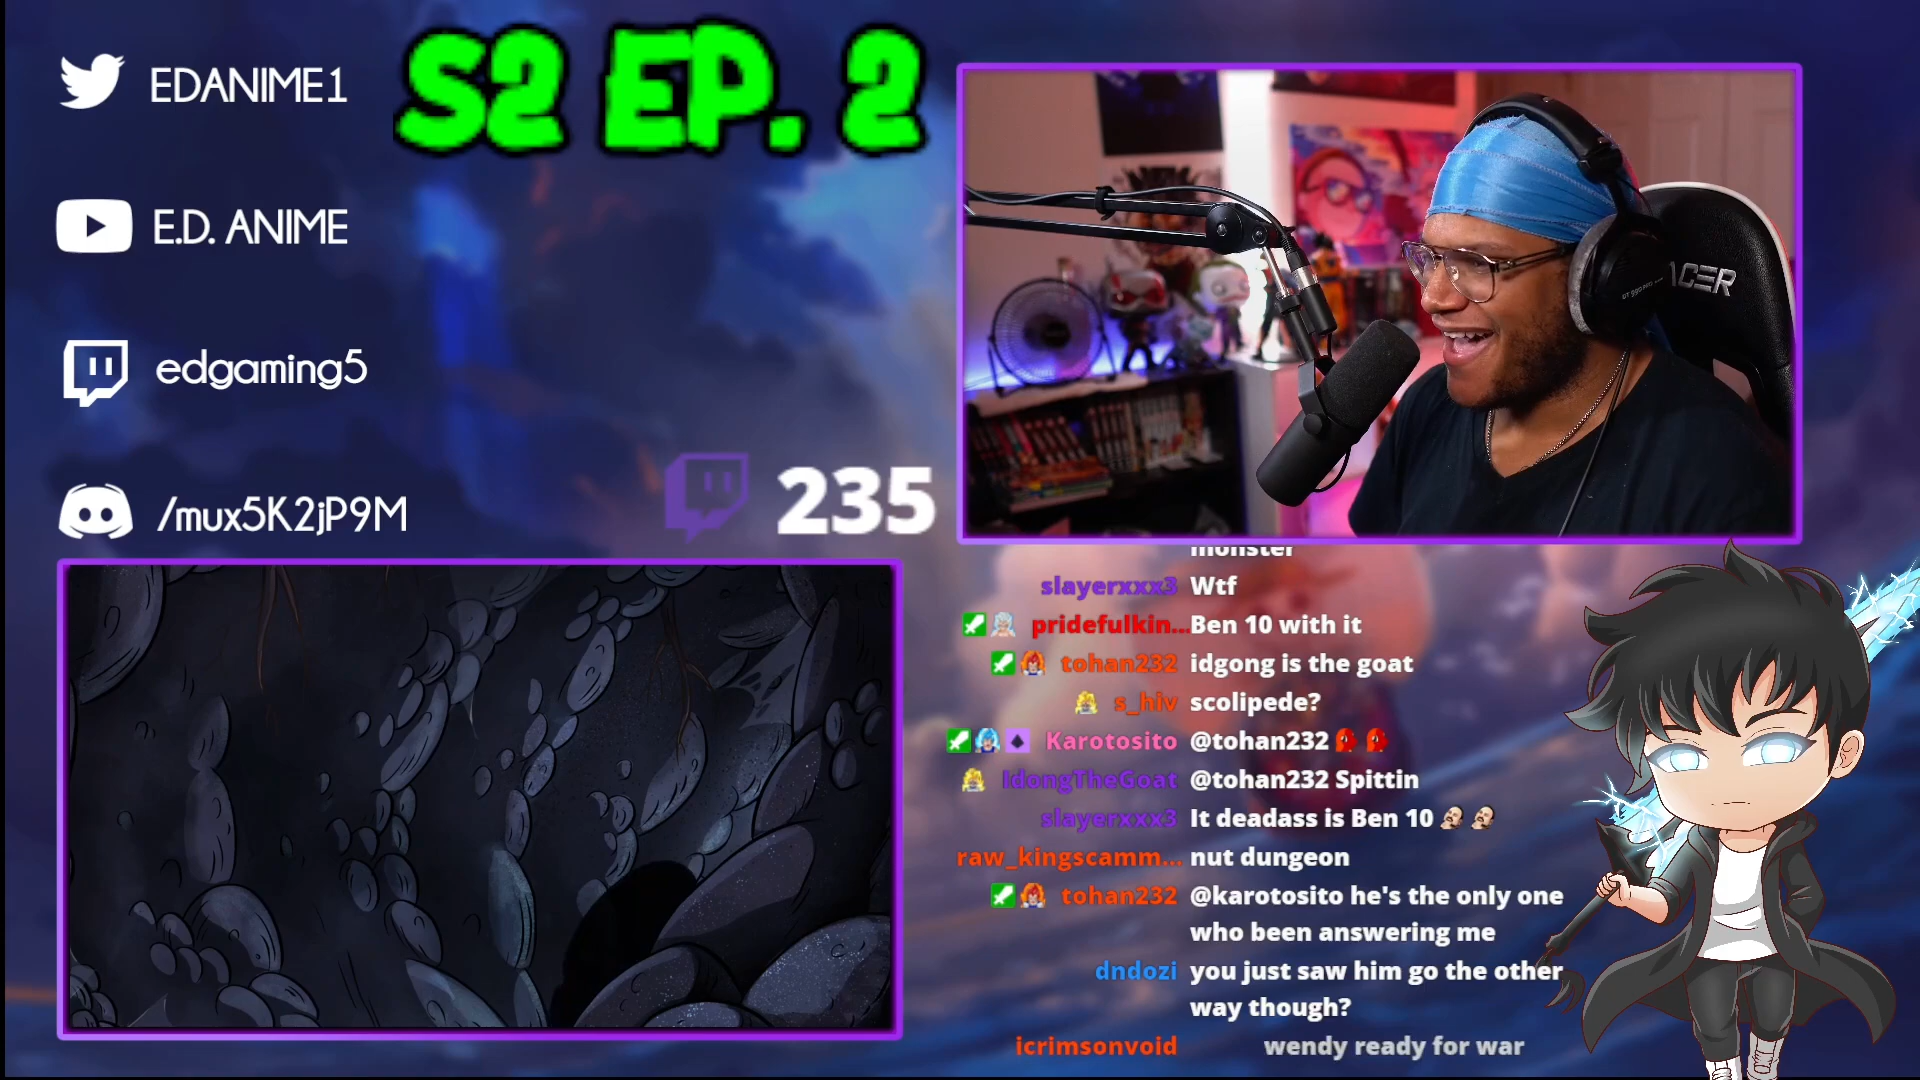 EDANIME1
S2 EP. 2
E.D. ANIME
edgaming5
/mux5K2jP9M
235
ACER
monster
slayerxxx3 Wtf
pridefulkin... Ben 10 with it
tohan232 idgong is the goat
s_hiv scolipede?
Karotosito @tohan232
IdongTheGoat @tohan232 Spittin
slayerxxx3 It deadass is Ben 10
raw_kingscamm... nut dungeon
tohan232 @karotosito he's the only one
who been answering me
dndozi you just saw him go the other
way though?
icrimsonvoid wendy ready for war